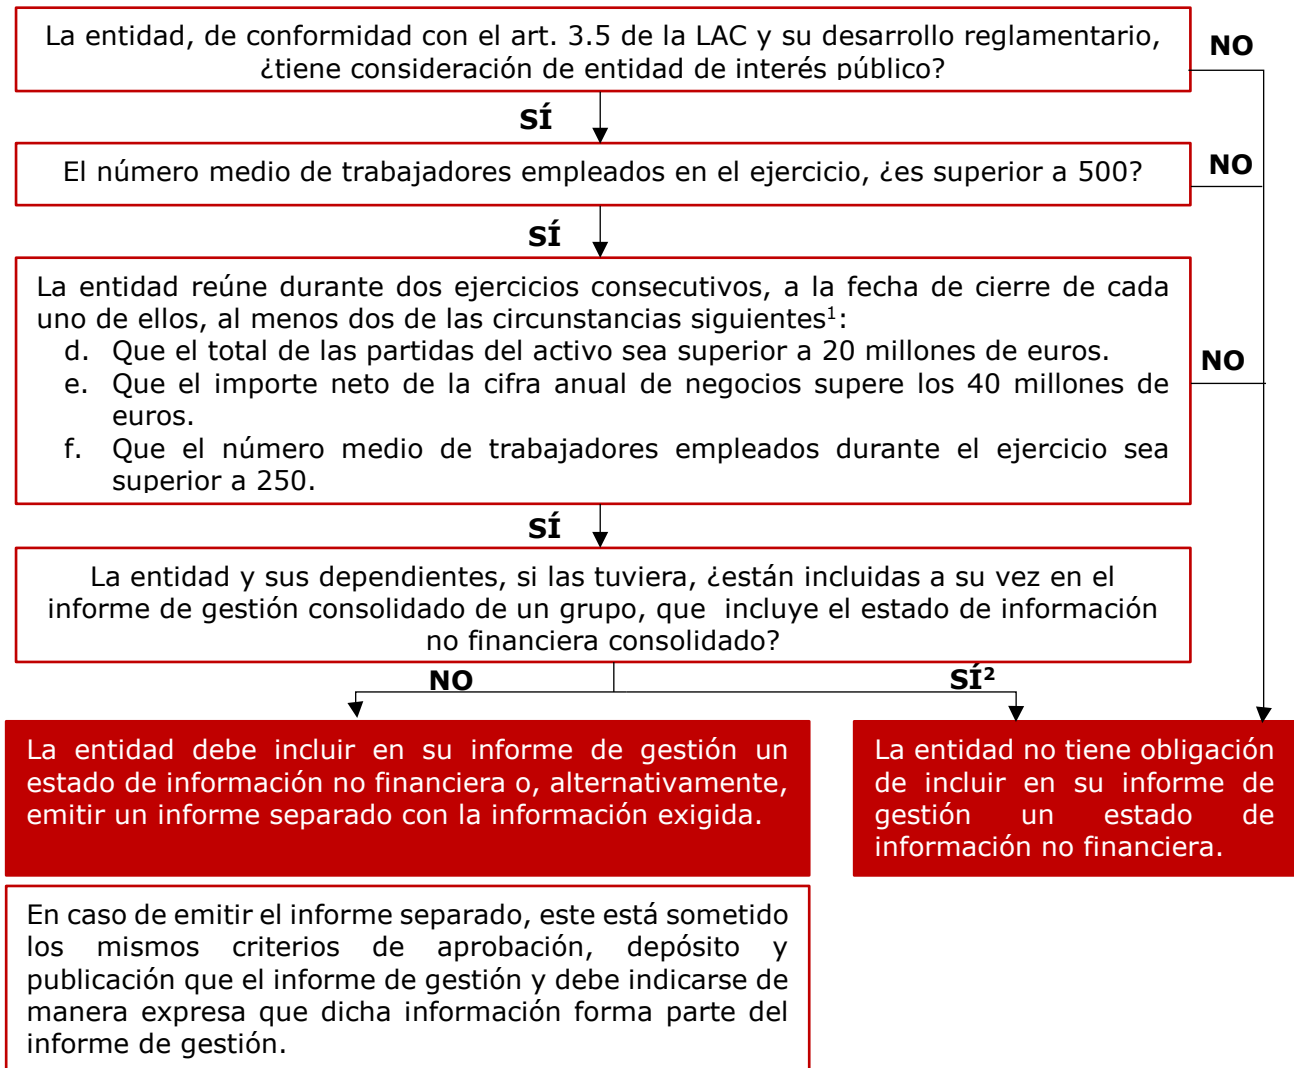 La entidad, de conformidad con el art. 3.5 de la LAC y su desarrollo reglamentario,
¿tiene consideración de entidad de interés público?
NO
SÍ
El número medio de trabajadores empleados en el ejercicio, ¿es superior a 500?
NO
SÍ
La entidad reúne durante dos ejercicios consecutivos, a la fecha de cierre de cada
uno de ellos, al menos dos de las circunstancias siguientes¹:
d. Que el total de las partidas del activo sea superior a 20 millones de euros.
e. Que el importe neto de la cifra anual de negocios supere los 40 millones de
euros.
f. Que el número medio de trabajadores empleados durante el ejercicio sea
superior a 250.
NO
SÍ
La entidad y sus dependientes, si las tuviera, ¿están incluidas a su vez en el
informe de gestión consolidado de un grupo, que incluye el estado de información
no financiera consolidado?
NO
SÍ²
La entidad debe incluir en su informe de gestión un
estado de información no financiera o, alternativamente,
emitir un informe separado con la información exigida.
La entidad no tiene obligación
de incluir en su informe de
gestión un estado de
información no financiera.
En caso de emitir el informe separado, este está sometido
los mismos criterios de aprobación, depósito y
publicación que el informe de gestión y debe indicarse de
manera expresa que dicha información forma parte del
informe de gestión.